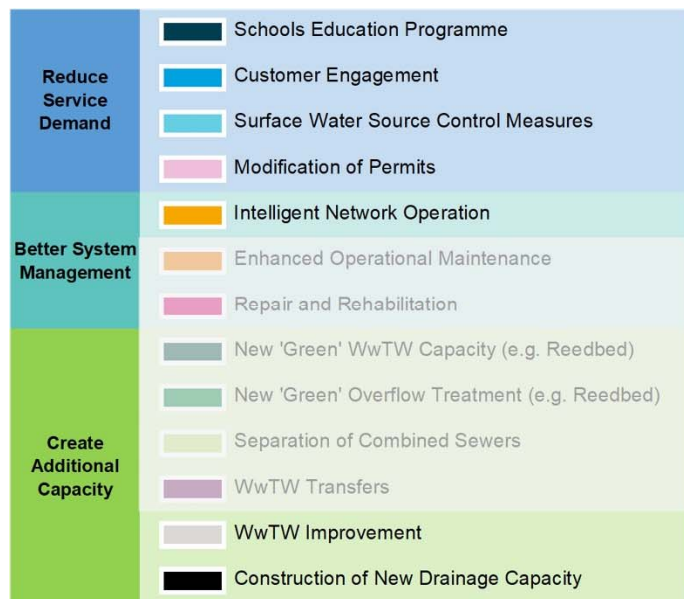 Reduce
Service
Demand
Schools Education Programme
Customer Engagement
Surface Water Source Control Measures
Modification of Permits
Better System
Management
Intelligent Network Operation
Enhanced Operational Maintenance
Repair and Rehabilitation
Create
Additional
Capacity
New 'Green' WwTW Capacity (e.g. Reedbed)
New 'Green' Overflow Treatment (e.g. Reedbed)
Separation of Combined Sewers
WwTW Transfers
WwTW Improvement
Construction of New Drainage Capacity